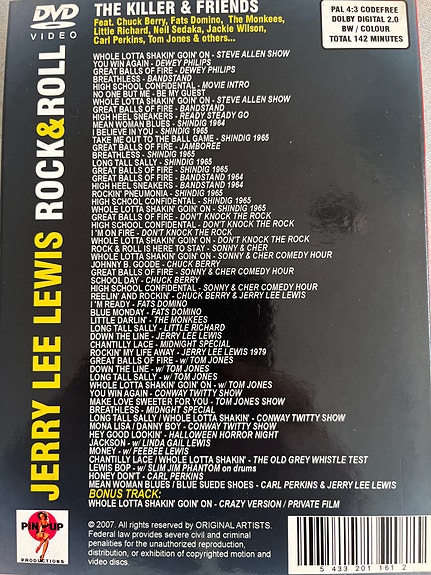 DVD
VIDEO
JERRY LEE LEWIS ROCK&ROLL
THE KILLER & FRIENDS
Feat. Chuck Berry, Fats Domino, The Monkees,
Little Richard, Neil Sedaka, Jackie Wilson,
Carl Perkins, Tom Jones & others...
PAL 4:3 CODEFREE
DOLBY DIGITAL 2.0
BW / COLOUR
TOTAL 142 MINUTES
WHOLE LOTTA SHAKIN' GOIN' ON - STEVE ALLEN SHOW
YOU WIN AGAIN - DEWEY PHILIPS
GREAT BALLS OF FIRE - DEWEY PHILIPS
BREATHLESS - BANDSTAND
HIGH SCHOOL CONFIDENTAL - MOVIE INTRO
NO ONE BUT ME - BE MY GUEST
WHOLE LOTTA SHAKIN' GOIN' ON - STEVE ALLEN SHOW
GREAT BALLS OF FIRE - BANDSTAND
HIGH HEEL SNEAKERS - READY STEADY GO
MEAN WOMAN BLUES - SHINDIG 1964
I BELIEVE IN YOU - SHINDIG 1965
TAKE ME OUT TO THE BALL GAME - SHINDIG 1965
GREAT BALLS OF FIRE - JAMBOREE
BREATHLESS - SHINDIG 1965
LONG TALL SALLY - SHINDIG 1965
GREAT BALLS OF FIRE - SHINDIG 1965
GREAT BALLS OF FIRE - BANDSTAND 1964
HIGH HEEL SNEAKERS - BANDSTAND 1964
ROCKIN' PNEUMONIA - SHINDIG 1965
HIGH SCHOOL CONFIDENTAL - SHINDIG 1965
WHOLE LOTTA SHAKIN' GOIN' ON - SHINDIG 1965
GREAT BALLS OF FIRE - DON'T KNOCK THE ROCK
HIGH SCHOOL CONFIDENTAL - DON'T KNOCK THE ROCK
I'M ON FIRE - DON'T KNOCK THE ROCK
WHOLE LOTTA SHAKIN' GOIN' ON - DON'T KNOCK THE ROCK
ROCK & ROLL IS HERE TO STAY - SONNY & CHER
WHOLE LOTTA SHAKIN' GOIN' ON - SONNY & CHER COMEDY HOUR
JOHNNY B. GOODE - CHUCK BERRY
GREAT BALLS OF FIRE - SONNY & CHER COMEDY HOUR
SCHOOL DAY - CHUCK BERRY
HIGH SCHOOL CONFIDENTAL - SONNY & CHER COMEDY HOUR
REELIN' AND ROCKIN' - CHUCK BERRY & JERRY LEE LEWIS
I'M READY - FATS DOMINO
BLUE MONDAY - FATS DOMINO
LITTLE DARLIN' - THE MONKEES
LONG TALL SALLY - LITTLE RICHARD
DOWN THE LINE - JERRY LEE LEWIS
CHANTILLY LACE - MIDNIGHT SPECIAL
ROCKIN' MY LIFE AWAY - JERRY LEE LEWIS 1979
GREAT BALLS OF FIRE - w/ TOM JONES
DOWN THE LINE - w/ TOM JONES
LONG TALL SALLY - w/ TOM JONES
WHOLE LOTTA SHAKIN' GOIN' ON - w/ TOM JONES
YOU WIN AGAIN - CONWAY TWITTY SHOW
MAKE LOVE SWEETER FOR YOU - TOM JONES SHOW
BREATHLESS - MIDNIGHT SPECIAL
LONG TALL SALLY / WHOLE LOTTA SHAKIN' - CONWAY TWITTY SHOW
MONA LISA / DANNY BOY - CONWAY TWITTY SHOW
HEY GOOD LOOKIN' - HALLOWEEN HORROR NIGHT
JACKSON - w/ LINDA GAIL LEWIS
MONEY - w/ FEEBEE LEWIS
CHANTILLY LACE / WHOLE LOTTA SHAKIN' - THE OLD GREY WHISTLE TEST
LEWIS BOP - w/ SLIM JIM PHANTOM on drums
HONEY DON'T - CARL PERKINS
MEAN WOMAN BLUES / BLUE SUEDE SHOES - CARL PERKINS & JERRY LEE LEWIS
BONUS TRACK:
WHOLE LOTTA SHAKIN' GOIN' ON - CRAZY VERSION / PRIVATE FILM
PIN-UP
PRODUCTIONS
© 2007. All rights reserved by ORIGINAL ARTISTS.
Federal law provides severe civil and criminal
penalties for the unauthorized reproduction,
distribution, or exhibition of copyrighted motion and
video discs.
5 433 201 161 2